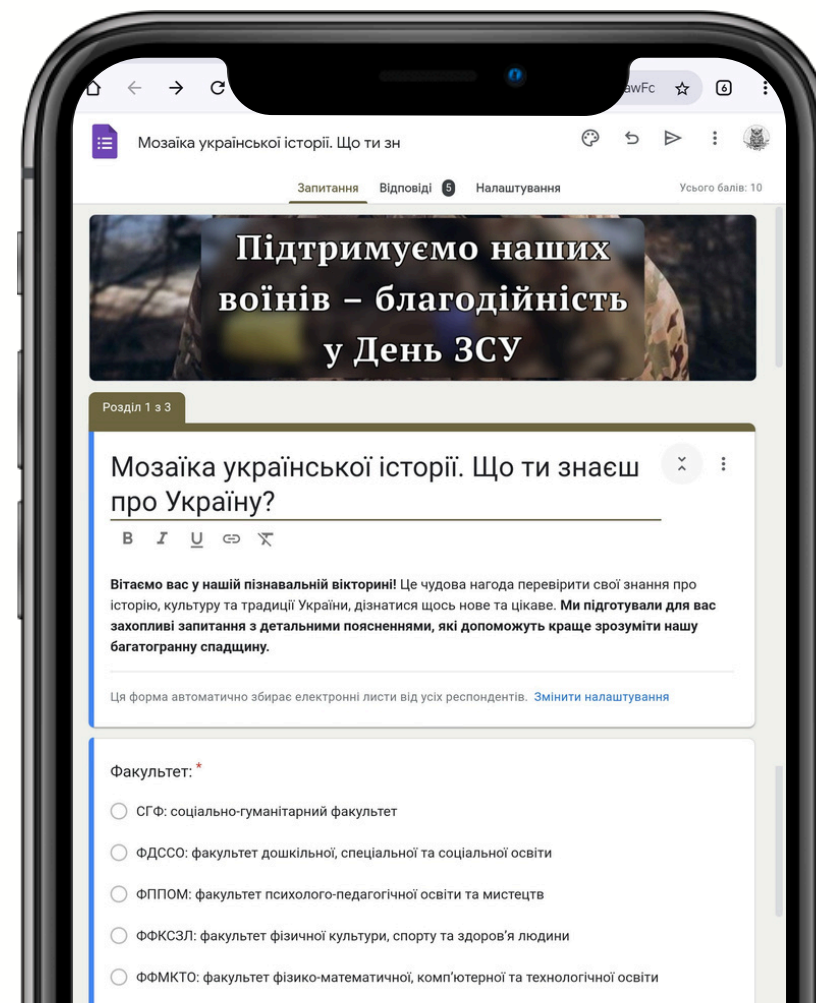 awFc
6
Мозаїка української історії. Що ти зн
Запитання Відповіді 5 Налаштування Усього балів: 10
Підтримуємо наших
воїнів – благодійність
у День ЗСУ
Розділ 1 з 3
Мозаїка української історії. Що ти знаєш
про Україну?
B I U
Вітаємо вас у нашій пізнавальній вікторині! Це чудова нагода перевірити свої знання про
історію, культуру та традиції України, дізнатися щось нове та цікаве. Ми підготували для вас
захопливі запитання з детальними поясненнями, які допоможуть краще зрозуміти нашу
багатогранну спадщину.
Ця форма автоматично збирає електронні листи від усіх респондентів. Змінити налаштування
Факультет: *
СГФ: соціально-гуманітарний факультет
ФДССО: факультет дошкільної, спеціальної та соціальної освіти
ФППОМ: факультет психолого-педагогічної освіти та мистецтв
ФФКСЗЛ: факультет фізичної культури, спорту та здоров'я людини
ФФМКТО: факультет фізико-математичної, комп'ютерної та технологічної освіти